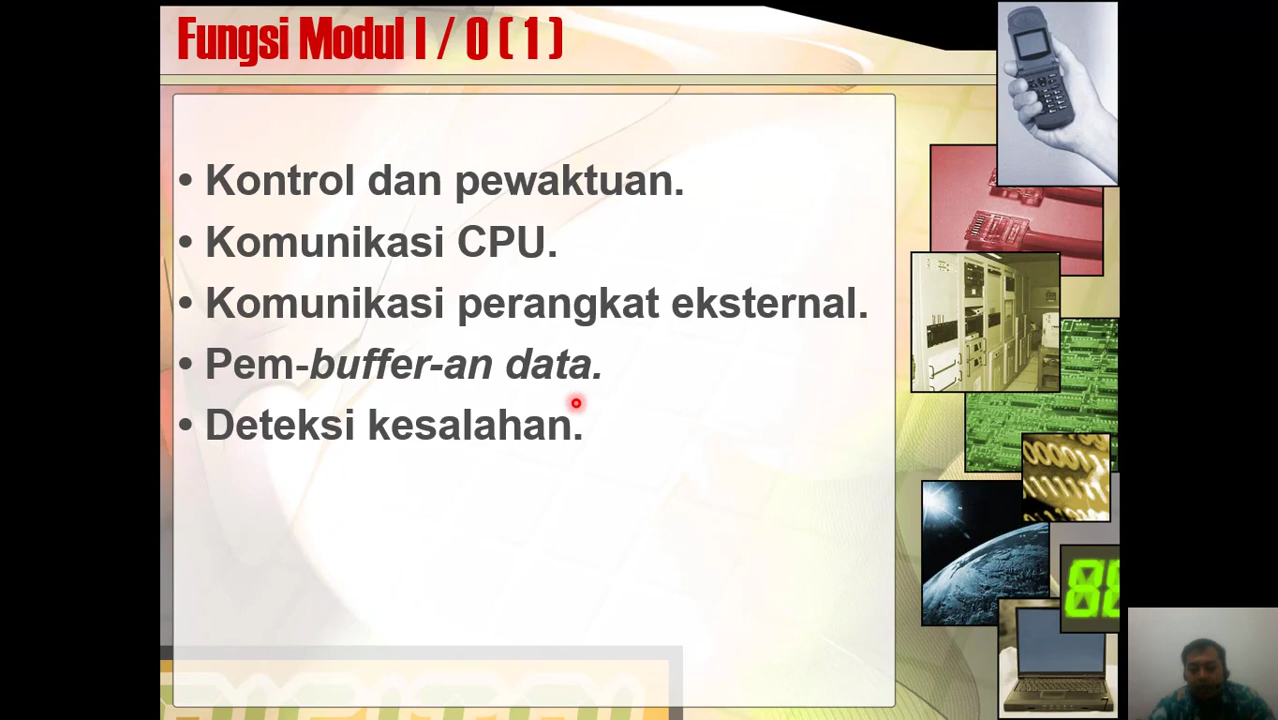 Fungsi Modul I / O ( 1 )
• Kontrol dan pewaktuan.
• Komunikasi CPU.
• Komunikasi perangkat eksternal.
• Pem-buffer-an data.
• Deteksi kesalahan.